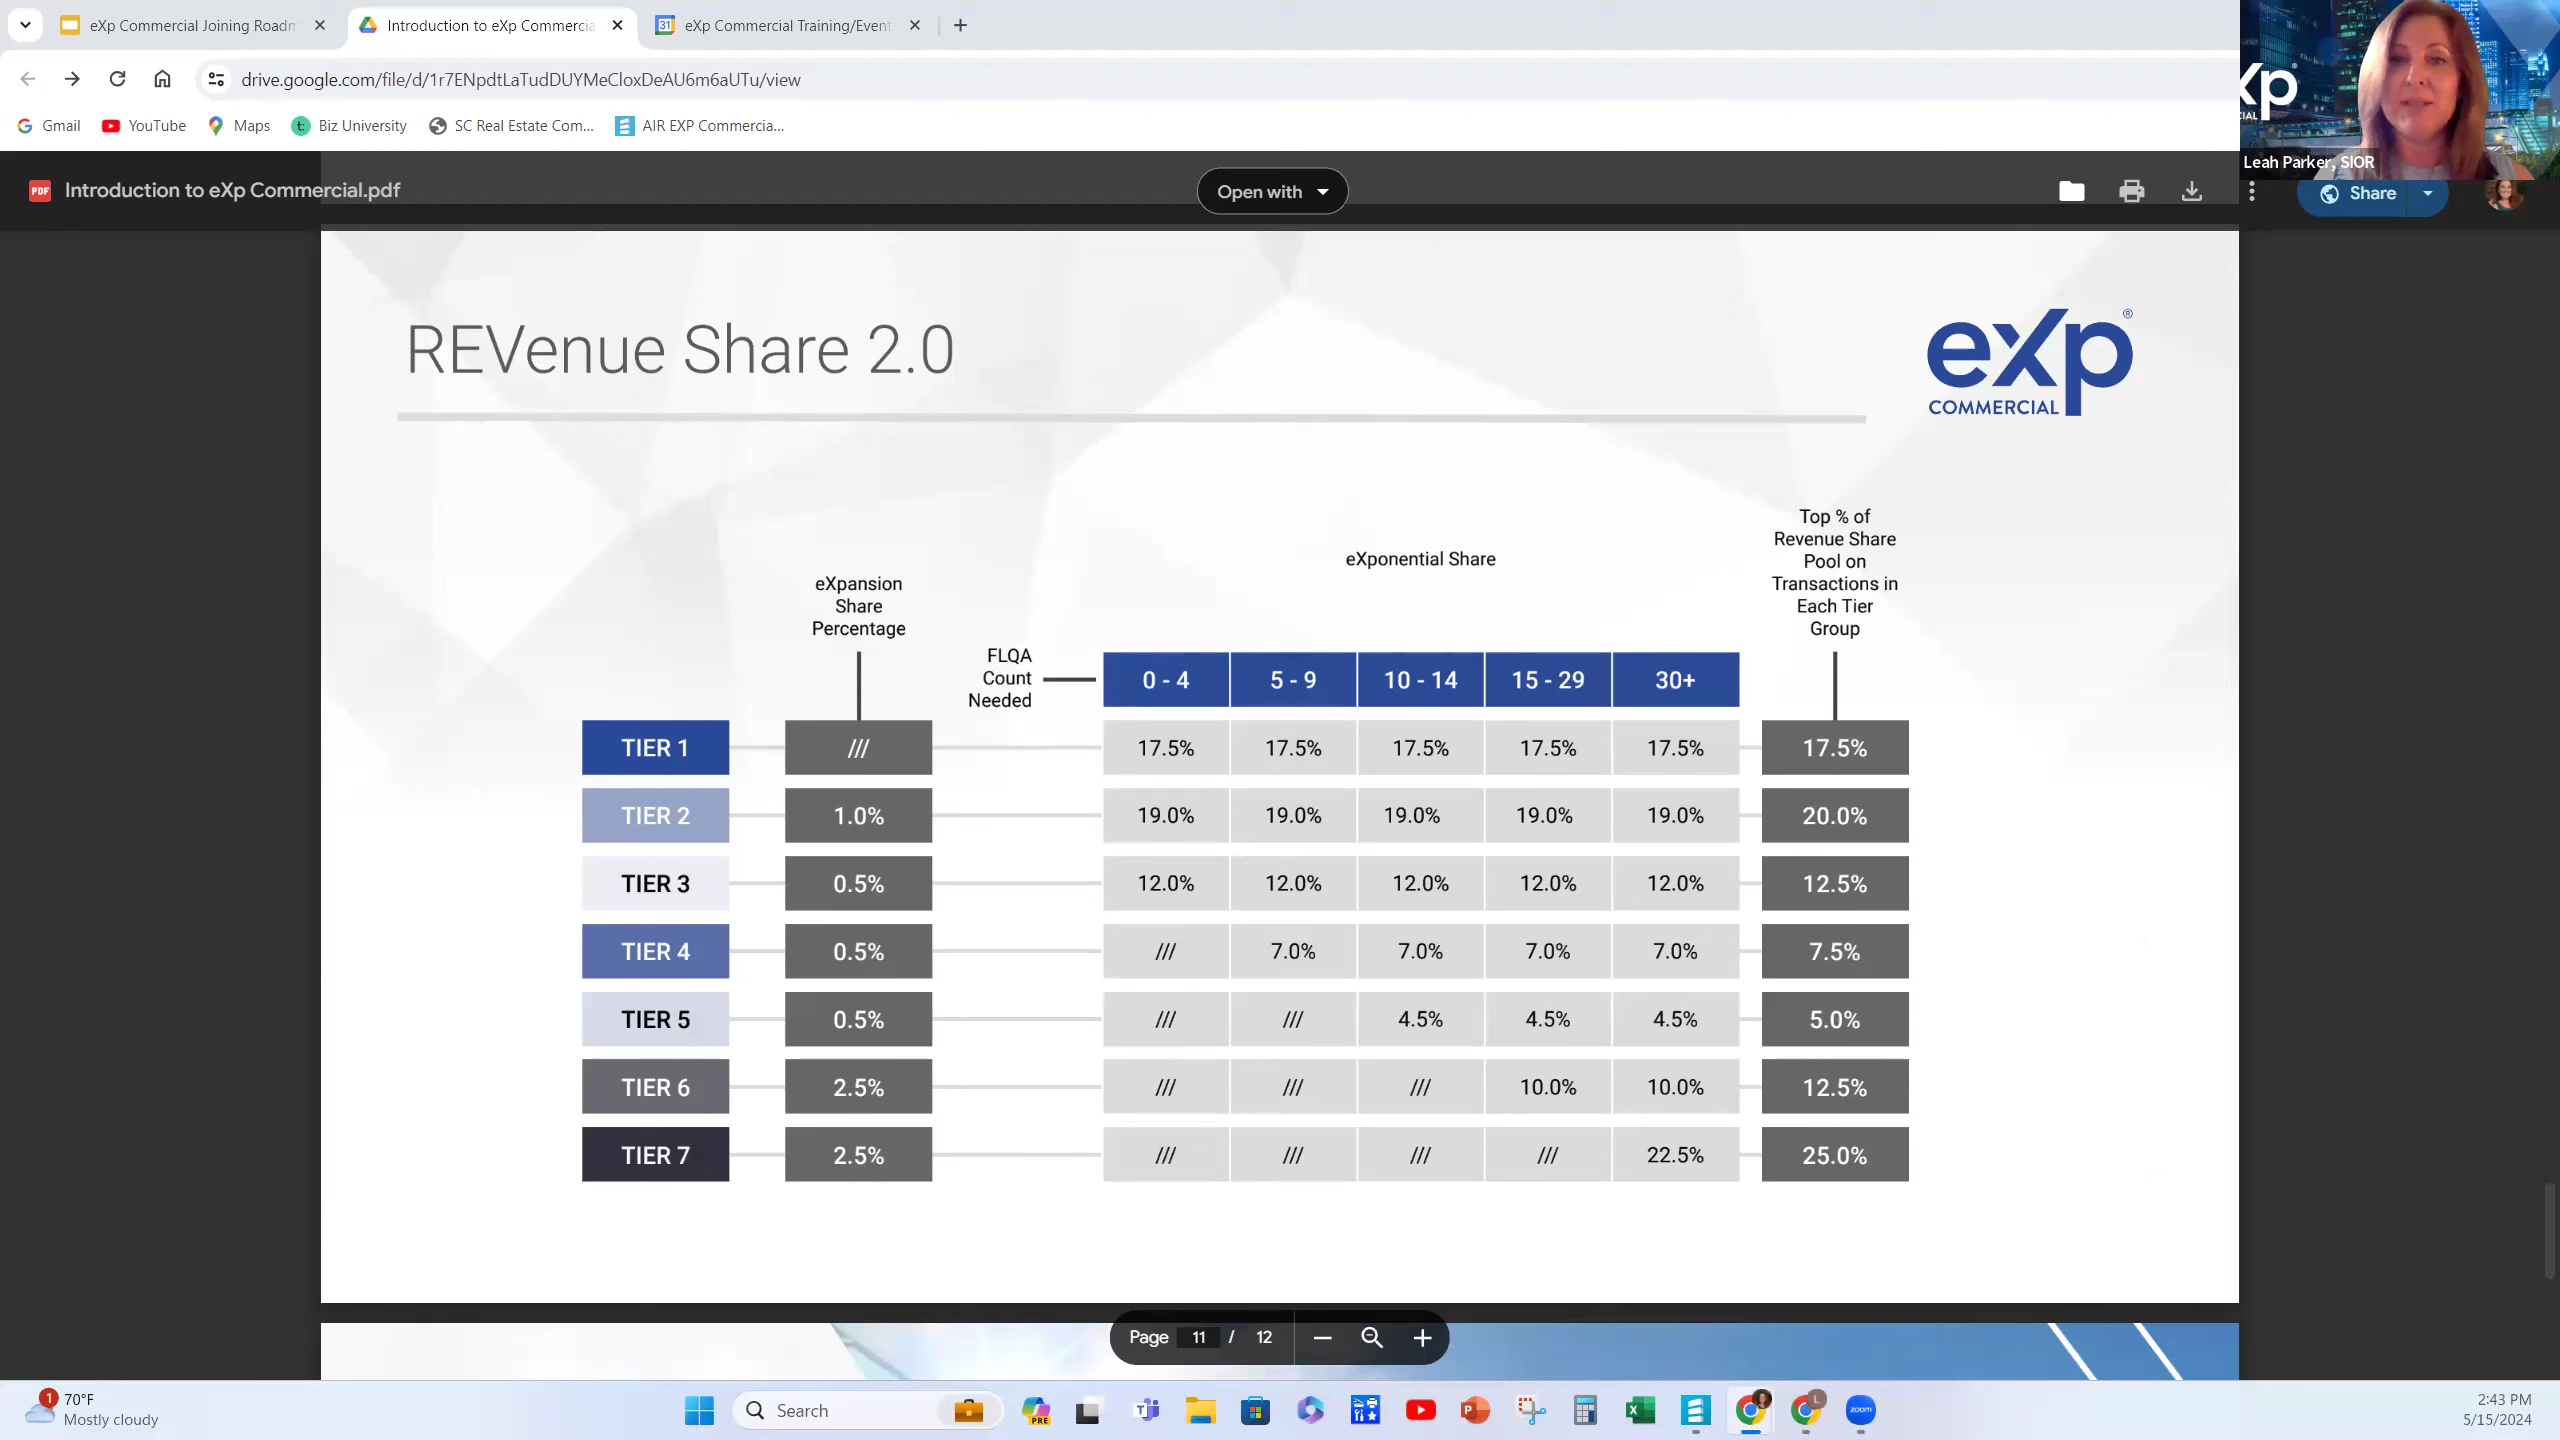 eXp Commercial Joining Roadm
Introduction to eXp Commercia
31
eXp Commercial Training/Event
drive.google.com/file/d/1r7ENpdtLaTudDUYMeCloxDeAU6m6aUTu/view
Gmail
YouTube
Maps
t:
Biz University
SC Real Estate Com...
AIR EXP Commercia...
Xp
CIAL
Leah Parker, SIOR
PDF
Introduction to eXp Commercial.pdf
Open with
Share
REVenue Share 2.0
eXp®
COMMERCIAL
eXpansion
Share
Percentage
FLQA
Count
Needed
eXponential Share
Top % of
Revenue Share
Pool on
Transactions in
Each Tier
Group
0 - 4 5 - 9 10 - 14 15 - 29 30+
TIER 1 /// 17.5% 17.5% 17.5% 17.5% 17.5% 17.5%
TIER 2 1.0% 19.0% 19.0% 19.0% 19.0% 19.0% 20.0%
TIER 3 0.5% 12.0% 12.0% 12.0% 12.0% 12.0% 12.5%
TIER 4 0.5% /// 7.0% 7.0% 7.0% 7.0% 7.5%
TIER 5 0.5% /// /// 4.5% 4.5% 4.5% 5.0%
TIER 6 2.5% /// /// /// 10.0% 10.0% 12.5%
TIER 7 2.5% /// /// /// /// 22.5% 25.0%
Page 11 / 12
1
70°F
Mostly cloudy
Search
PRE
L
zoom
2:43 PM
5/15/2024